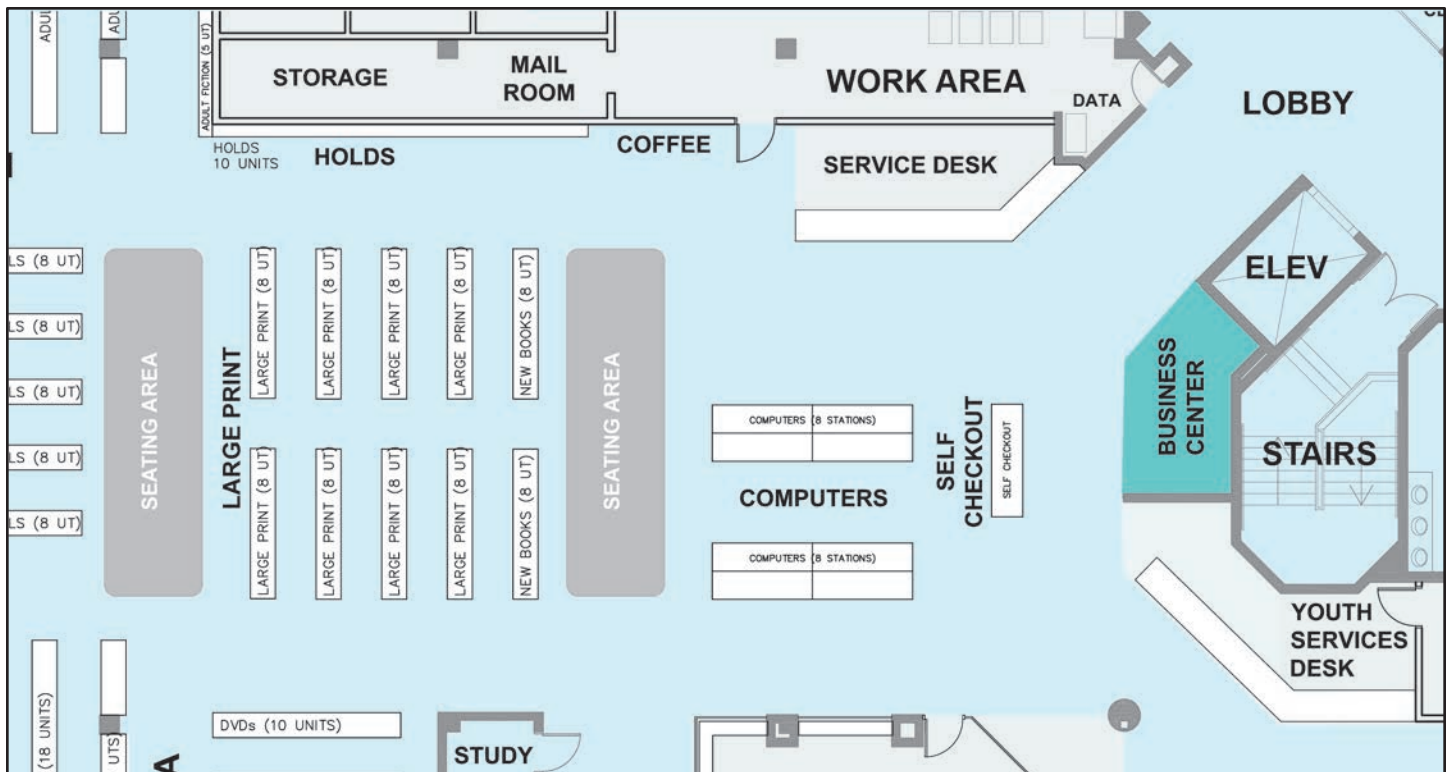 ADUL
ADU
ADULT FICTION (5 UT)
STORAGE
MAIL
ROOM
WORK AREA
DATA
LOBBY
HOLDS
10 UNITS
HOLDS
COFFEE
SERVICE DESK
LS (8 UT)
LS (8 UT)
LS (8 UT)
LS (8 UT)
LS (8 UT)
SEATING AREA
LARGE PRINT
LARGE PRINT (8 UT)
LARGE PRINT (8 UT)
LARGE PRINT (8 UT)
LARGE PRINT (8 UT)
NEW BOOKS (8 UT)
LARGE PRINT (8 UT)
LARGE PRINT (8 UT)
LARGE PRINT (8 UT)
LARGE PRINT (8 UT)
NEW BOOKS (8 UT)
SEATING AREA
COMPUTERS (8 STATIONS)
COMPUTERS
COMPUTERS (8 STATIONS)
SELF
CHECKOUT
SELF CHECKOUT
ELEV
BUSINESS
CENTER
STAIRS
YOUTH
SERVICES
DESK
(18 UNITS)
UTS)
A
DVDs (10 UNITS)
STUDY